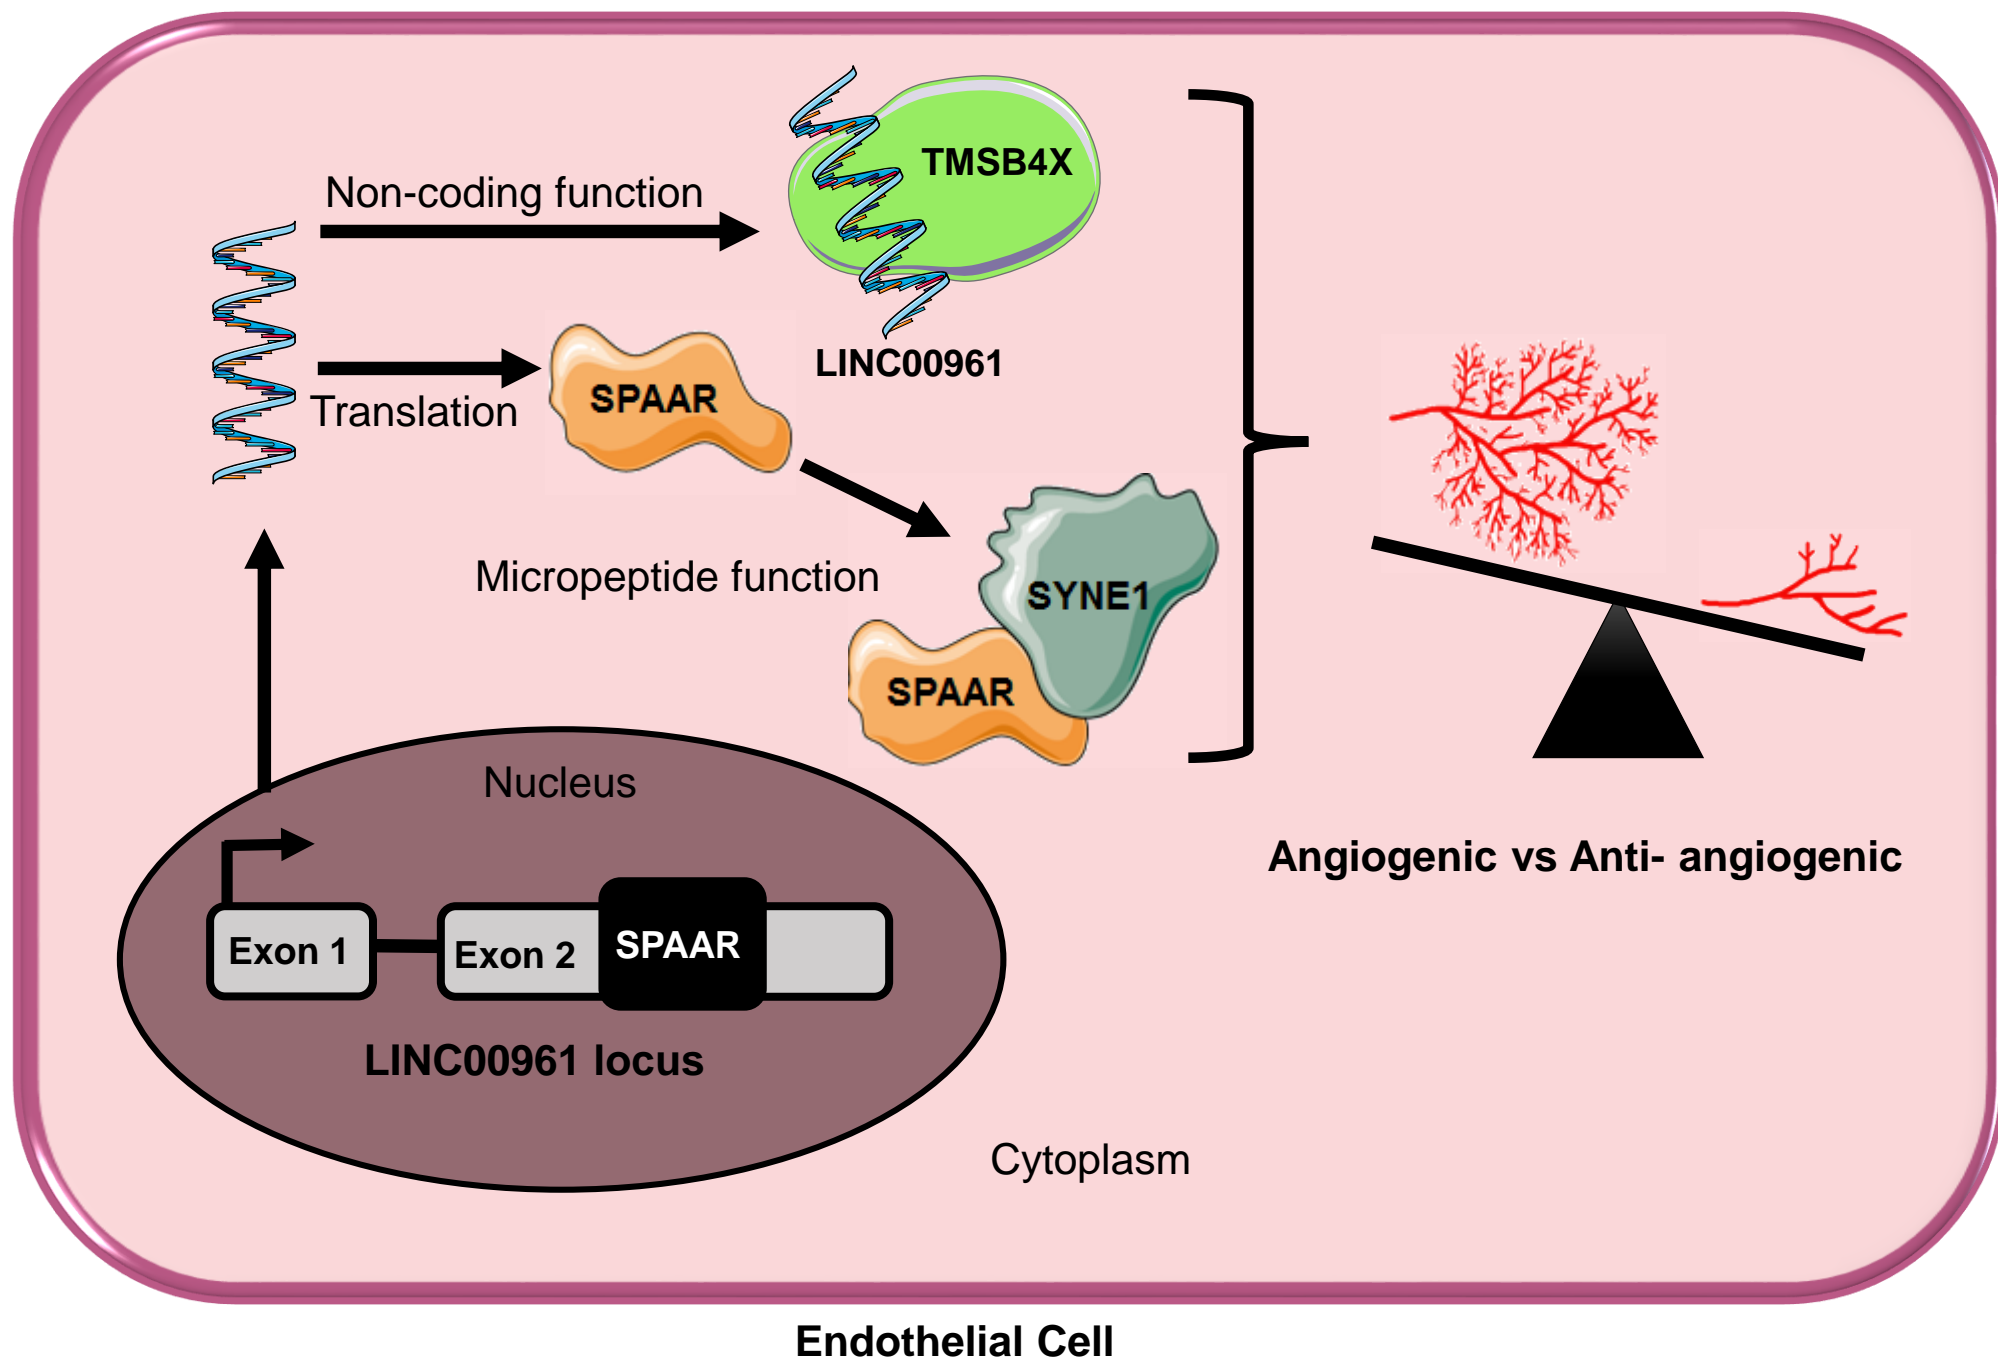 Non-coding function
TMSB4X
LINC00961
Translation
SPAAR
Micropeptide function
SYNE1
SPAAR
Nucleus
Exon 1
Exon 2
SPAAR
LINC00961 locus
Cytoplasm
Angiogenic vs Anti- angiogenic
Endothelial Cell